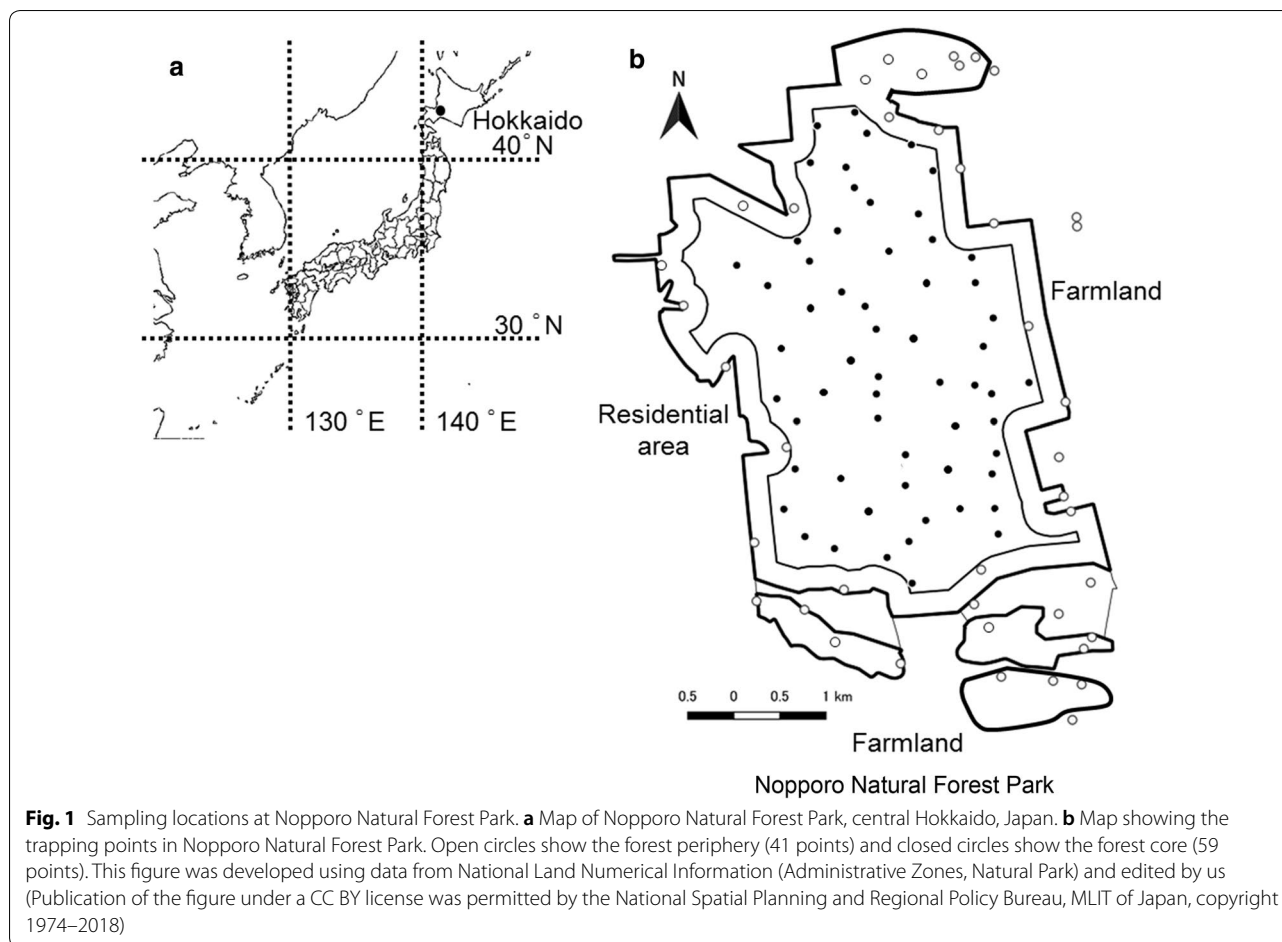 a
Hokkaido
40°N
30 °N
130 °E
140 °E
b
N
Farmland
Residential
area
0.5 0 0.5 1 km
Farmland
Nopporo Natural Forest Park
Fig. 1 Sampling locations at Nopporo Natural Forest Park. a Map of Nopporo Natural Forest Park, central Hokkaido, Japan. b Map showing the
trapping points in Nopporo Natural Forest Park. Open circles show the forest periphery (41 points) and closed circles show the forest core (59
points). This figure was developed using data from National Land Numerical Information (Administrative Zones, Natural Park) and edited by us
(Publication of the figure under a CC BY license was permitted by the National Spatial Planning and Regional Policy Bureau, MLIT of Japan, copyright
1974–2018)